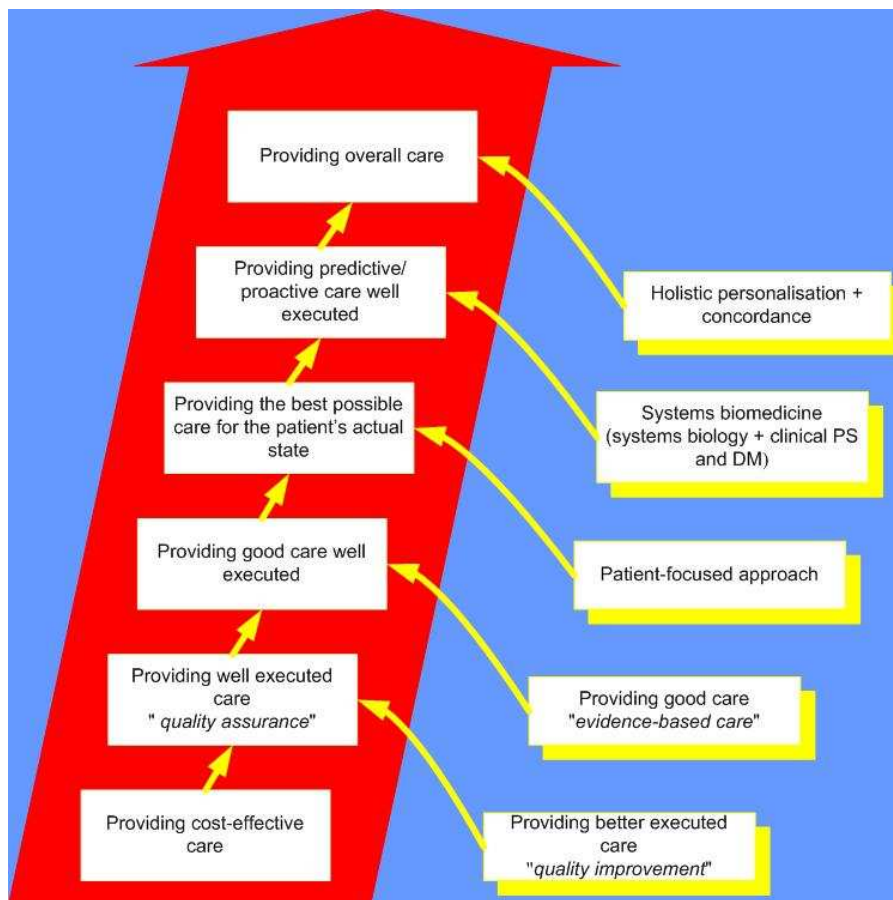 Providing overall care
Providing predictive/
proactive care well
executed
Holistic personalisation +
concordance
Providing the best possible
care for the patient's actual
state
Systems biomedicine
(systems biology + clinical PS
and DM)
Providing good care well
executed
Patient-focused approach
Providing well executed
care
" quality assurance"
Providing good care
"evidence-based care"
Providing cost-effective
care
Providing better executed
care
"quality improvement"